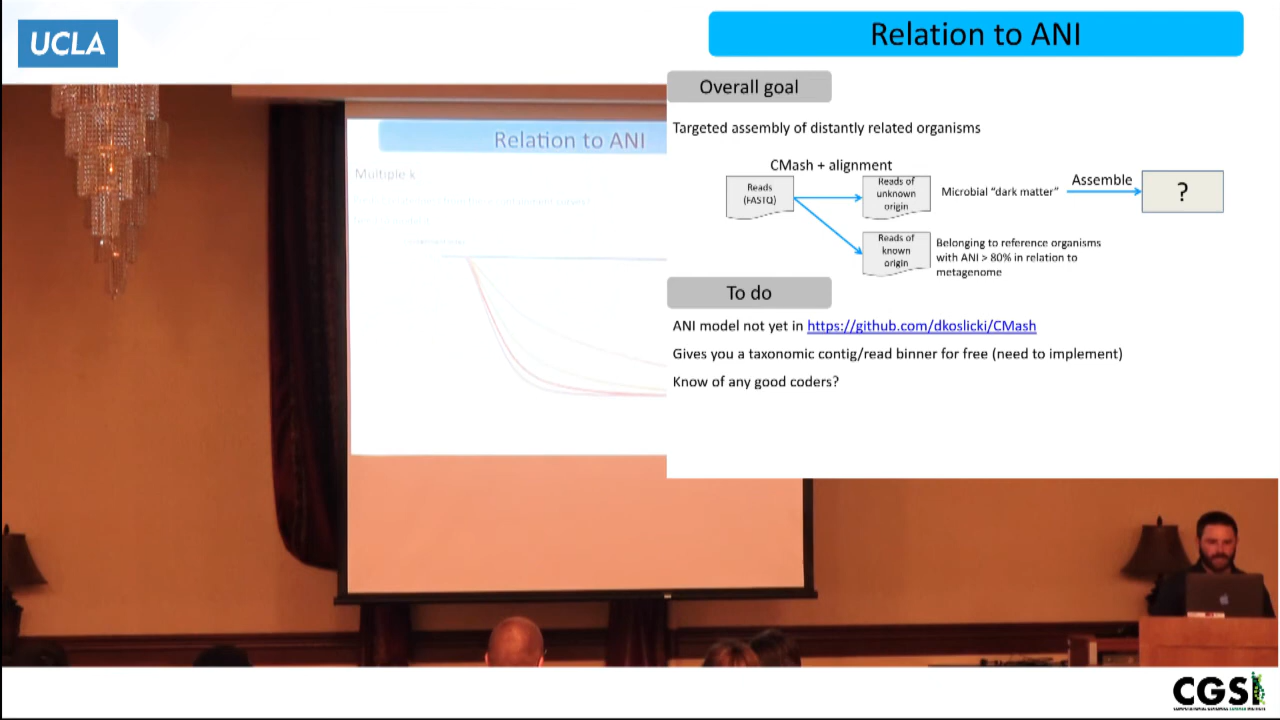 UCLA
Relation to ANI
Overall goal
Targeted assembly of distantly related organisms
CMash + alignment
Reads
(FASTQ)
Reads of
unknown
origin
Microbial “dark matter”
Assemble
?
Reads of
known
origin
Belonging to reference organisms
with ANI > 80% in relation to
metagenome
To do
ANI model not yet in https://github.com/dkoslicki/CMash
Gives you a taxonomic contig/read binner for free (need to implement)
Know of any good coders?
Relation to ANI
Multiple k
CGSI